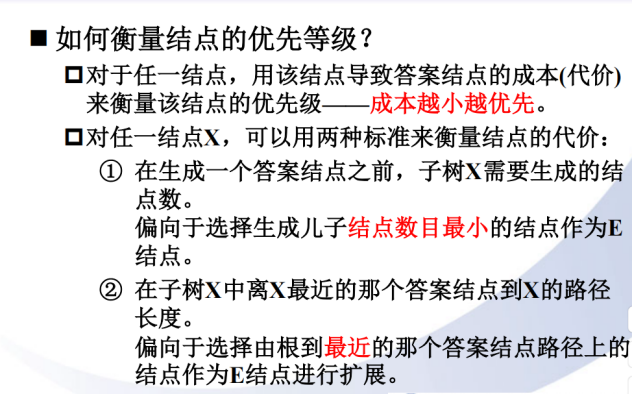 ■ 如何衡量结点的优先等级？
□对于任一结点，用该结点导致答案结点的成本(代价)
来衡量该结点的优先级——成本越小越优先。
□对任一结点X，可以用两种标准来衡量结点的代价：
① 在生成一个答案结点之前，子树X需要生成的结
点数。
偏向于选择生成儿子结点数目最小的结点作为E
结点。
② 在子树X中离X最近的那个答案结点到X的路径
长度。
偏向于选择由根到最近的那个答案结点路径上的
结点作为E结点进行扩展。